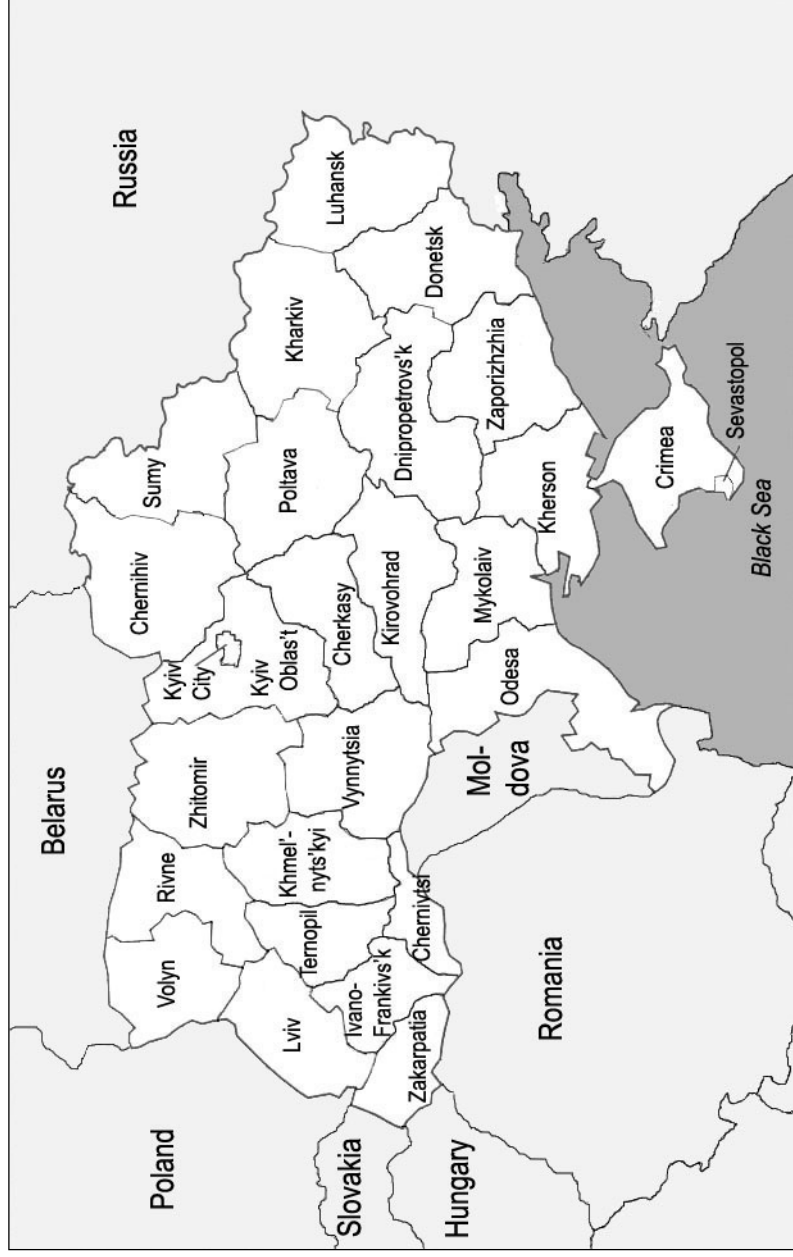 Russia
Belarus
Poland
Slovakia
Hungary
Romania
Mol-
dova
Black Sea
Volyn
Rivne
Zhitomir
Kyiv
City
Kyiv
Oblas't
Chernihiv
Sumy
Lviv
Ternopil
Khmel'-
nyts'kyi
Vynnytsia
Cherkasy
Poltava
Kharkiv
Luhansk
Zakarpatia
Ivano-
Frankivs'k
Chernivtsi
Kirovohrad
Dnipropetrovs'k
Donetsk
Odesa
Mykolaiv
Kherson
Zaporizhzhia
Crimea
Sevastopol